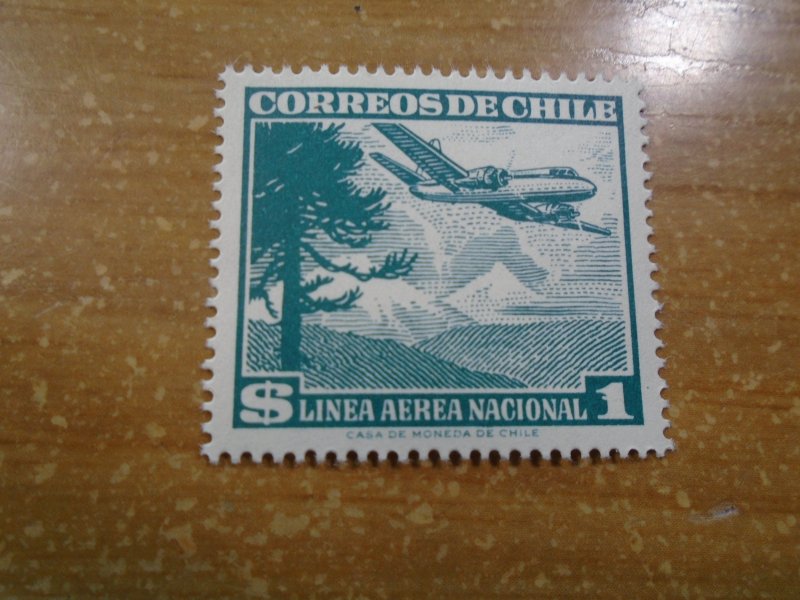 CORREOS DE CHILE
$ LINEA AEREA NACIONAL 1
CASA DE MONEDA DE CHILE